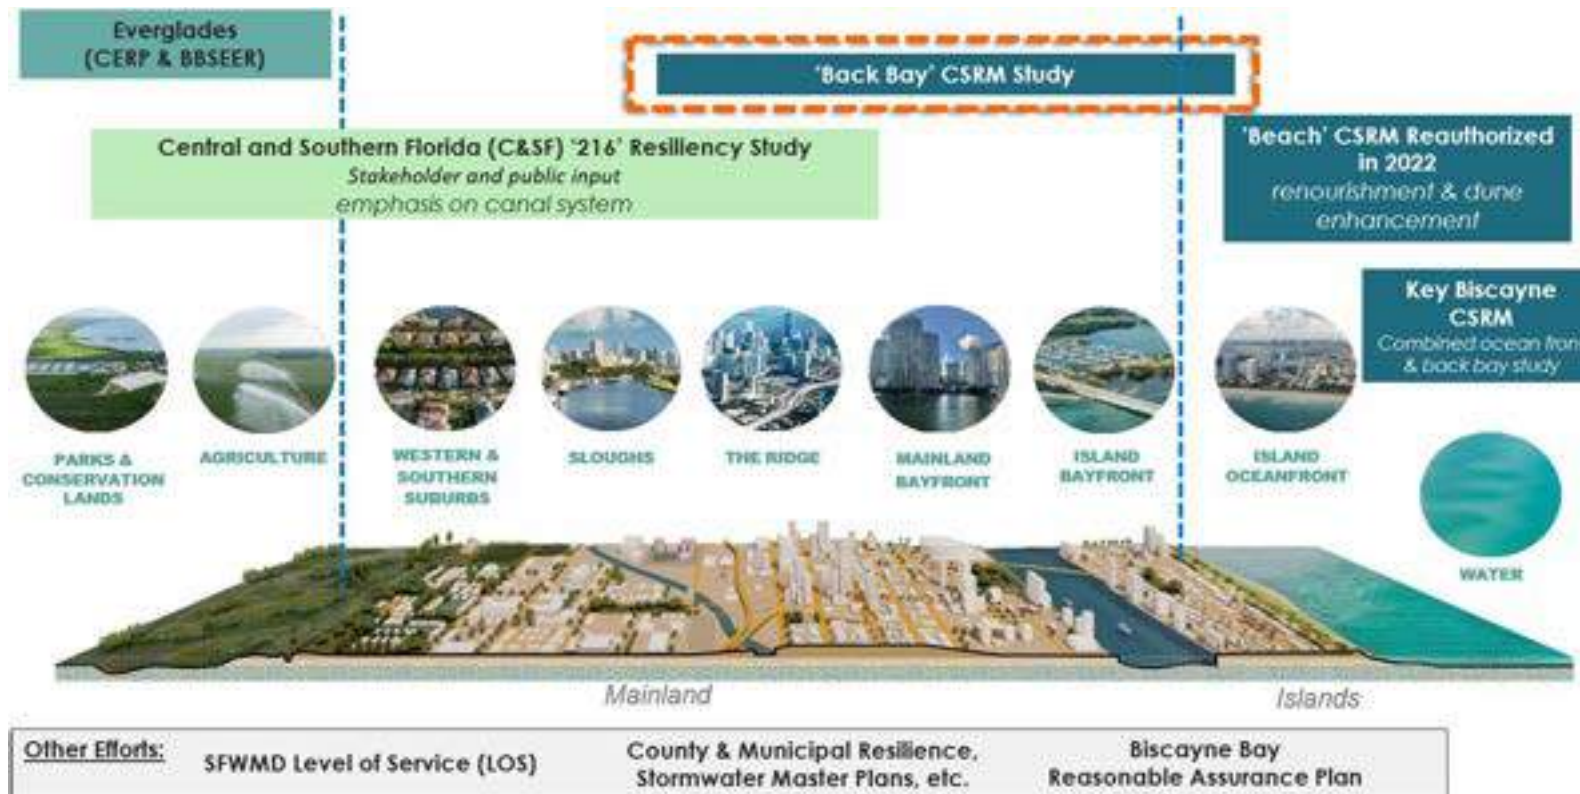 Everglades
(CERP & BBSEER)
'Back Bay' CSRM Study
Central and Southern Florida (C&SF) '216' Resiliency Study
Stakeholder and public input
emphasis on canal system
'Beach' CSRM Reauthorized
in 2022
renourishment & dune
enhancement
Key Biscayne
CSRM
Combined ocean fron
& back bay study
PARKS &
CONSERVATION
LANDS
AGRICULTURE
WESTERN &
SOUTHERN
SUBURBS
SLOUGHS
THE RIDGE
MAINLAND
BAYFRONT
ISLAND
BAYFRONT
ISLAND
OCEANFRONT
WATER
Mainland
Islands
Other Efforts:
SFWMD Level of Service (LOS)
County & Municipal Resilience,
Stormwater Master Plans, etc.
Biscayne Bay
Reasonable Assurance Plan